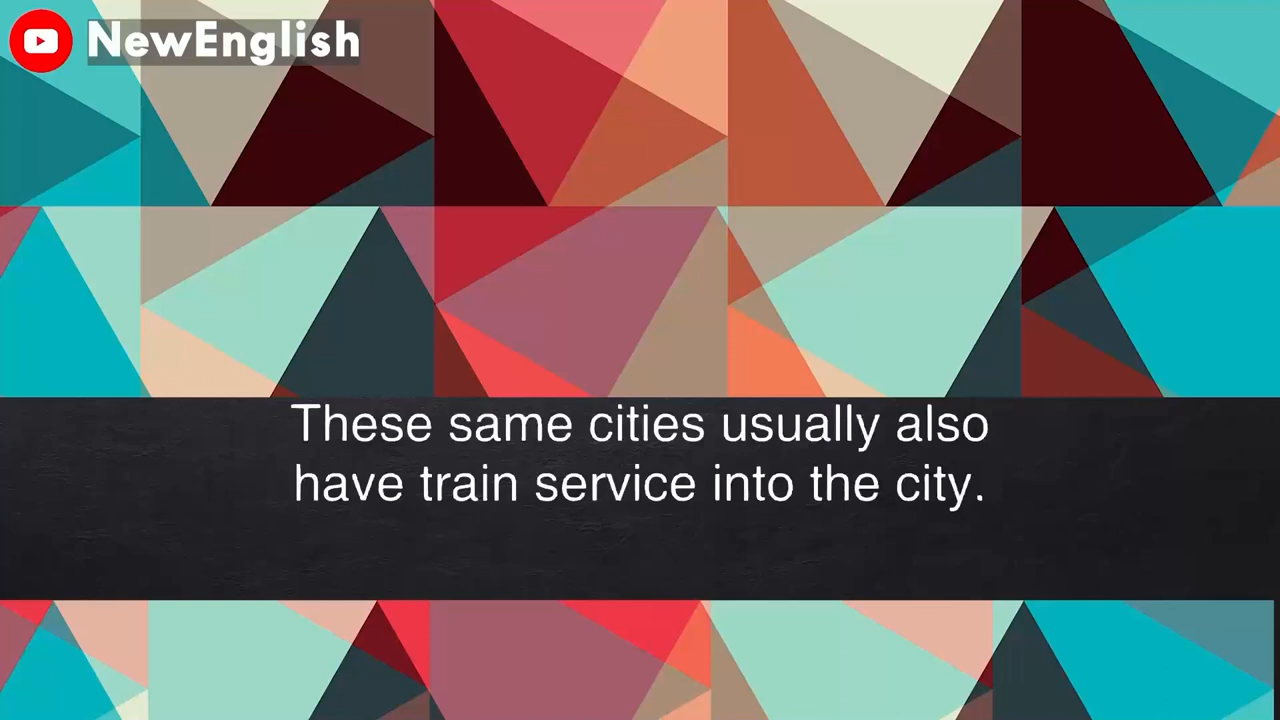 NewEnglish
These same cities usually also
have train service into the city.